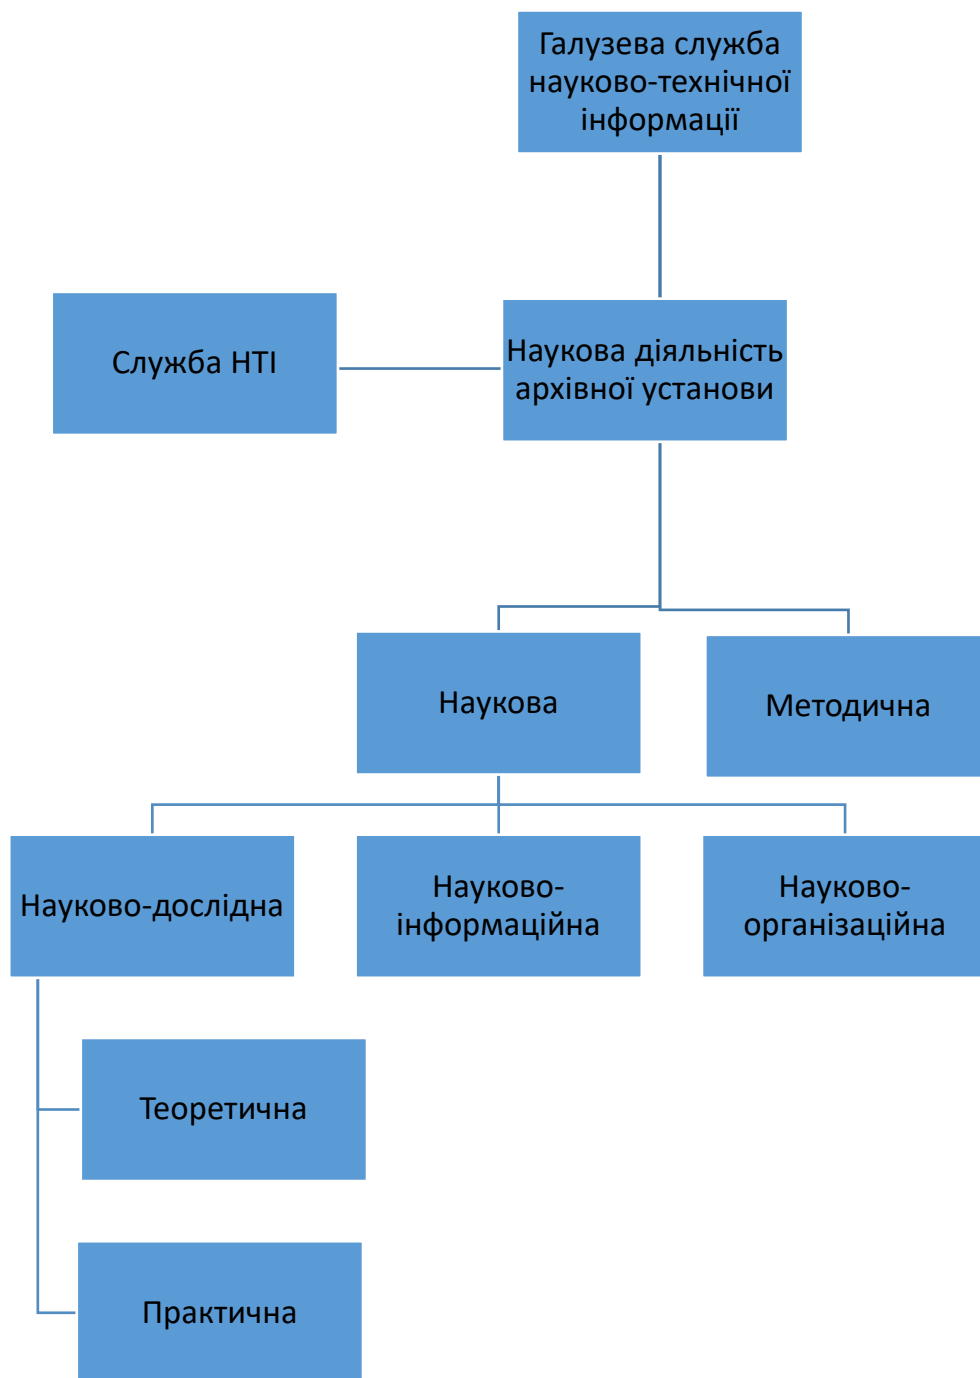 Галузева служба
науково-технічної
інформації
Служба НТІ
Наукова діяльність
архівної установи
Наукова
Методична
Науково-дослідна
Науково-
інформаційна
Науково-
організаційна
Теоретична
Практична